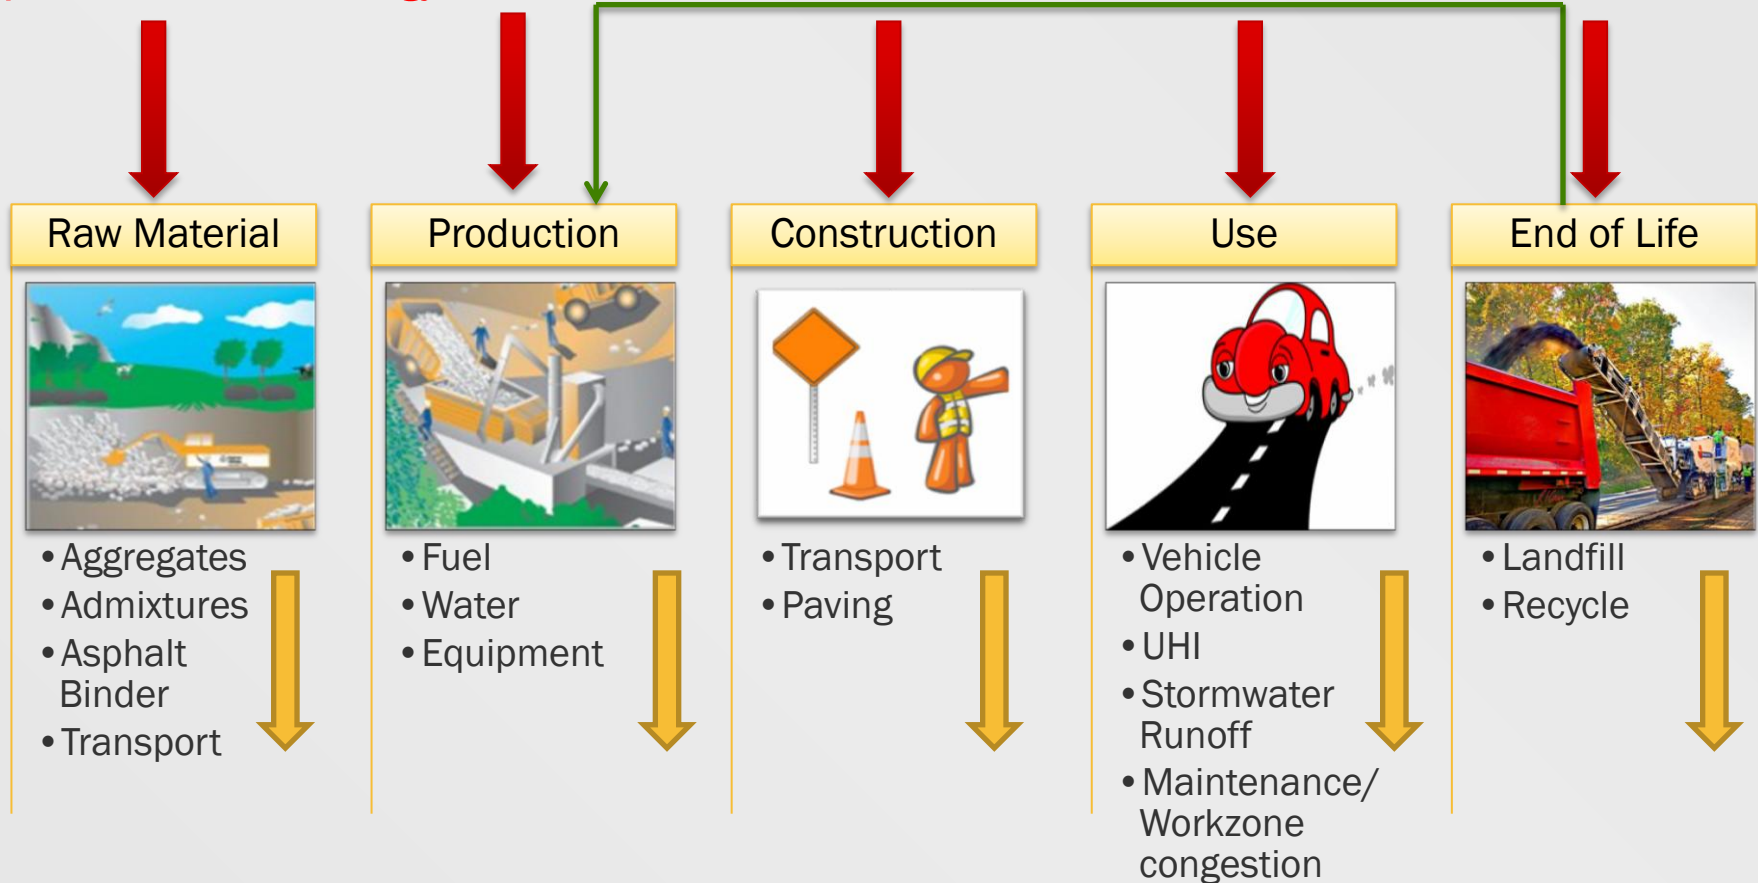 Raw Material
• Aggregates
• Admixtures
• Asphalt
Binder
• Transport
Production
• Fuel
• Water
• Equipment
Construction
• Transport
• Paving
Use
• Vehicle
Operation
• UHI
• Stormwater
Runoff
• Maintenance/
Workzone
congestion
End of Life
• Landfill
• Recycle